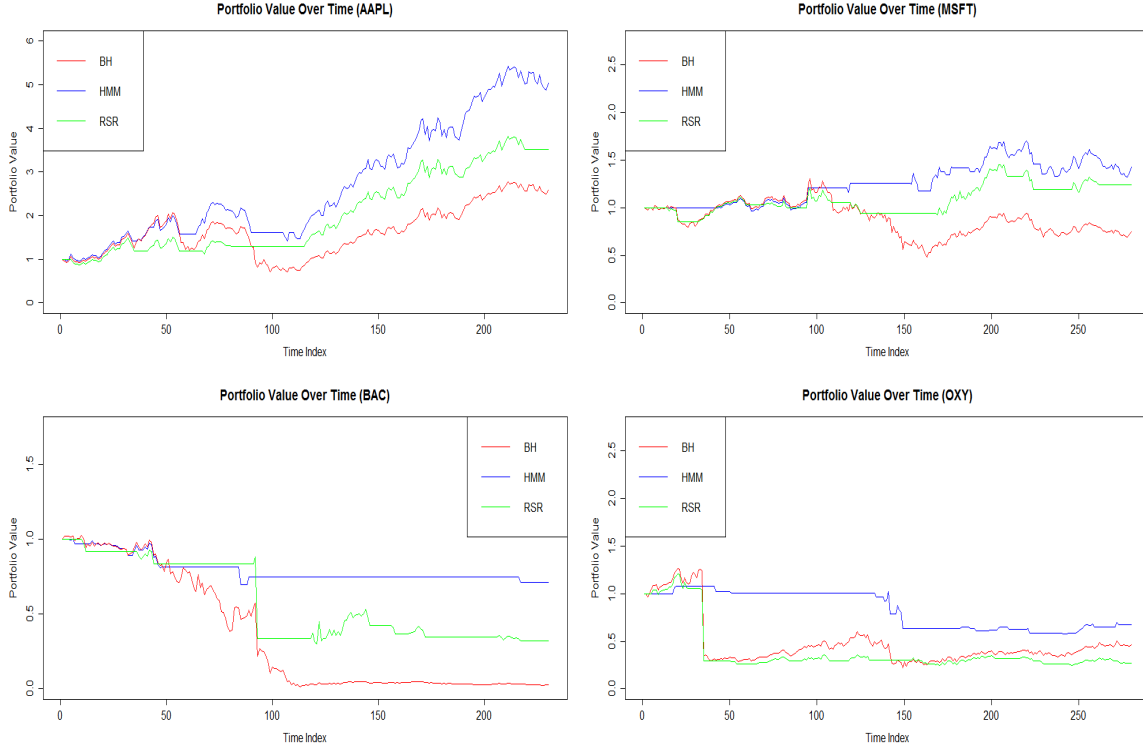 Portfolio Value Over Time (AAPL)
Portfolio Value
6
5
4
3
2
1
0
BH
HMM
RSR
0
50
100
150
200
Time Index
Portfolio Value Over Time (MSFT)
Portfolio Value
2.5
2.0
1.5
1.0
0.5
0.0
BH
HMM
RSR
0
50
100
150
200
250
Time Index
Portfolio Value Over Time (BAC)
Portfolio Value
1.5
1.0
0.5
0.0
BH
HMM
RSR
0
50
100
150
200
Time Index
Portfolio Value Over Time (OXY)
Portfolio Value
2.5
2.0
1.5
1.0
0.5
0.0
BH
HMM
RSR
0
50
100
150
200
250
Time Index